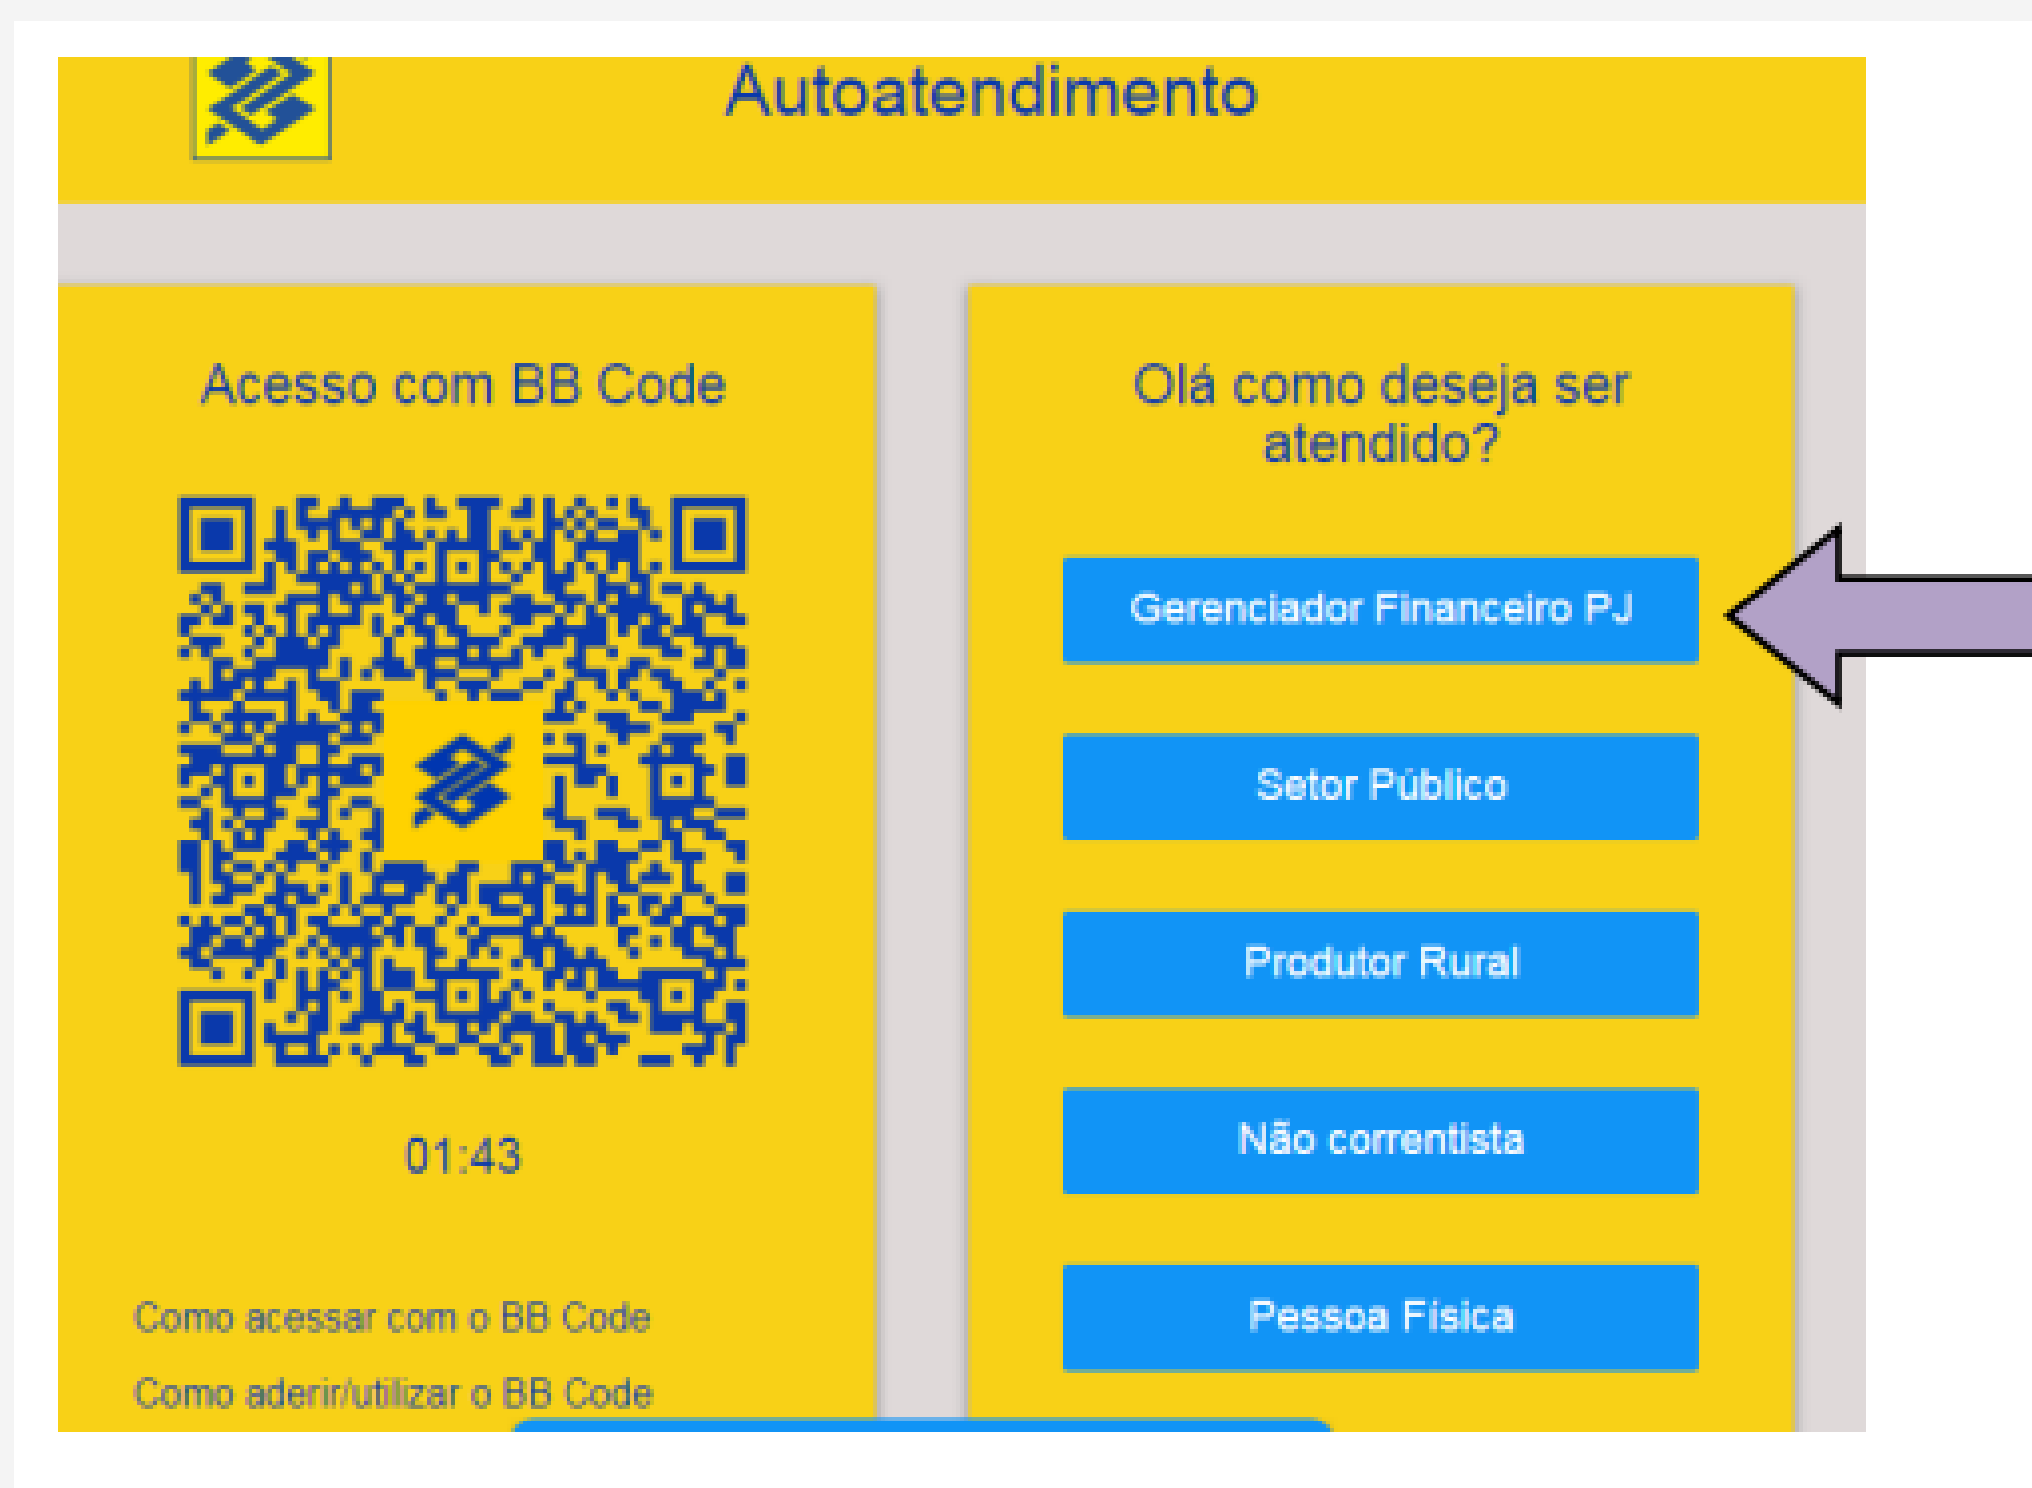 Autoatendimento
Acesso com BB Code
01:43
Como acessar com o BB Code
Como aderir/utilizar o BB Code
Olá como deseja ser
atendido?
Gerenciador Financeiro PJ
Setor Público
Produtor Rural
Não correntista
Pessoa Física